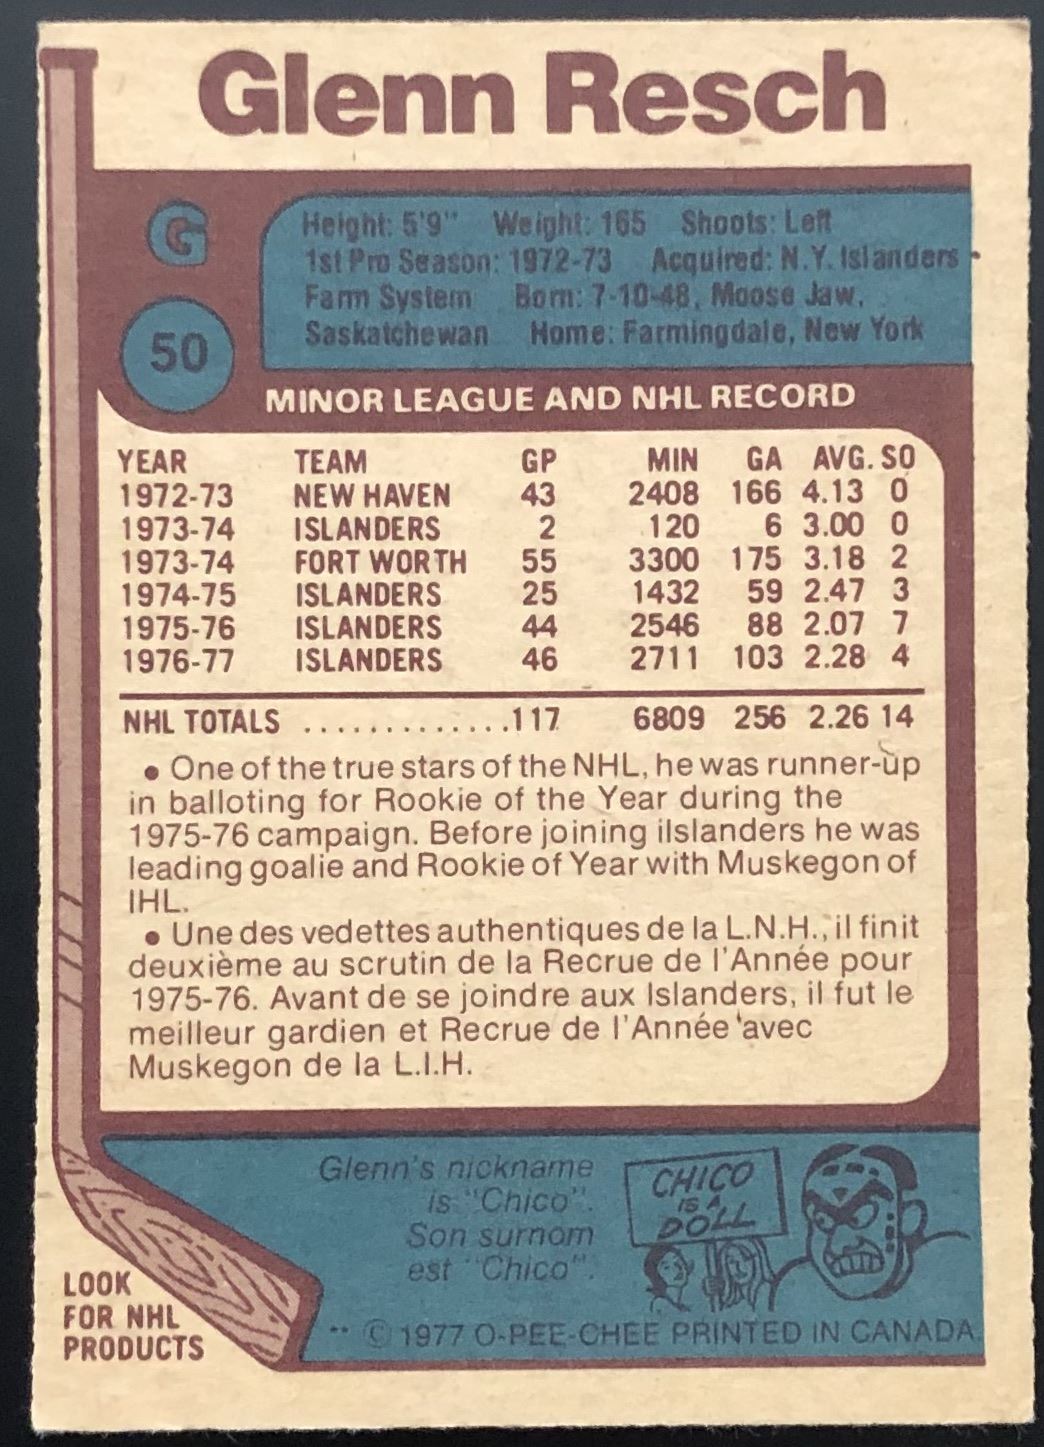 Glenn Resch
G
50
Height: 5'9" Weight: 165 Shoots: Left
1st Pro Season: 1972-73 Acquired: N.Y. Islanders
Farm System Born: 7-10-48, Moose Jaw,
Saskatchewan Home: Farmingdale, New York
MINOR LEAGUE AND NHL RECORD
YEAR TEAM GP MIN GA AVG. SO
1972-73 NEW HAVEN 43 2408 166 4.13 0
1973-74 ISLANDERS 2 120 6 3.00 0
1973-74 FORT WORTH 55 3300 175 3.18 2
1974-75 ISLANDERS 25 1432 59 2.47 3
1975-76 ISLANDERS 44 2546 88 2.07 7
1976-77 ISLANDERS 46 2711 103 2.28 4
NHL TOTALS .............117 6809 256 2.26 14
• One of the true stars of the NHL, he was runner-up
in balloting for Rookie of the Year during the
1975-76 campaign. Before joining ilslanders he was
leading goalie and Rookie of Year with Muskegon of
IHL.
• Une des vedettes authentiques de la L.N.H., il finit
deuxième au scrutin de la Recrue de l'Année pour
1975-76. Avant de se joindre aux Islanders, il fut le
meilleur gardien et Recrue de l'Année avec
Muskegon de la L.I.H.
Glenn's nickname
is "Chico".
Son surnom
est "Chico".
CHICO
IS A
DOLL
LOOK
FOR NHL
PRODUCTS
** © 1977 O-PEE-CHEE PRINTED IN CANADA